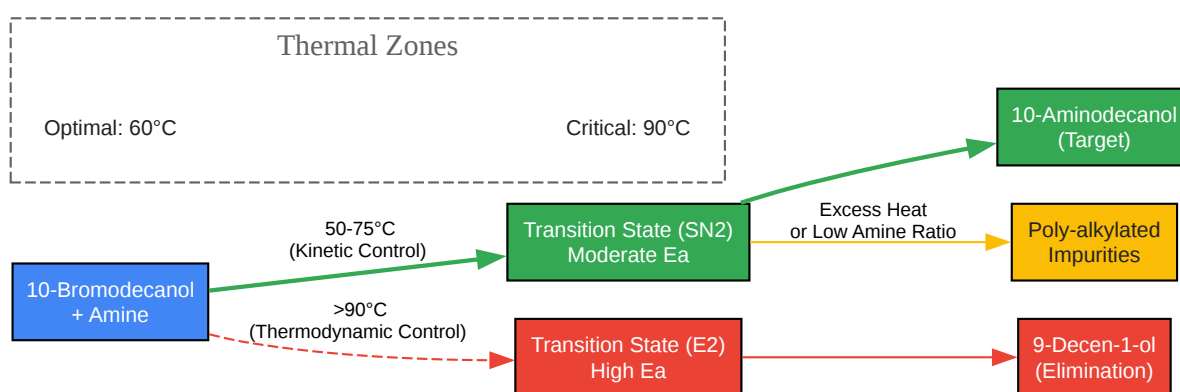 Thermal Zones
Optimal: 60°C
Critical: 90°C
10-Aminodecanol
(Target)
50-75°C
(Kinetic Control)
Transition State (SN2)
Moderate Ea
Excess Heat
or Low Amine Ratio
Poly-alkylated
Impurities
10-Bromodecanol
+ Amine
>90°C
(Thermodynamic Control)
Transition State (E2)
High Ea
9-Decen-1-ol
(Elimination)